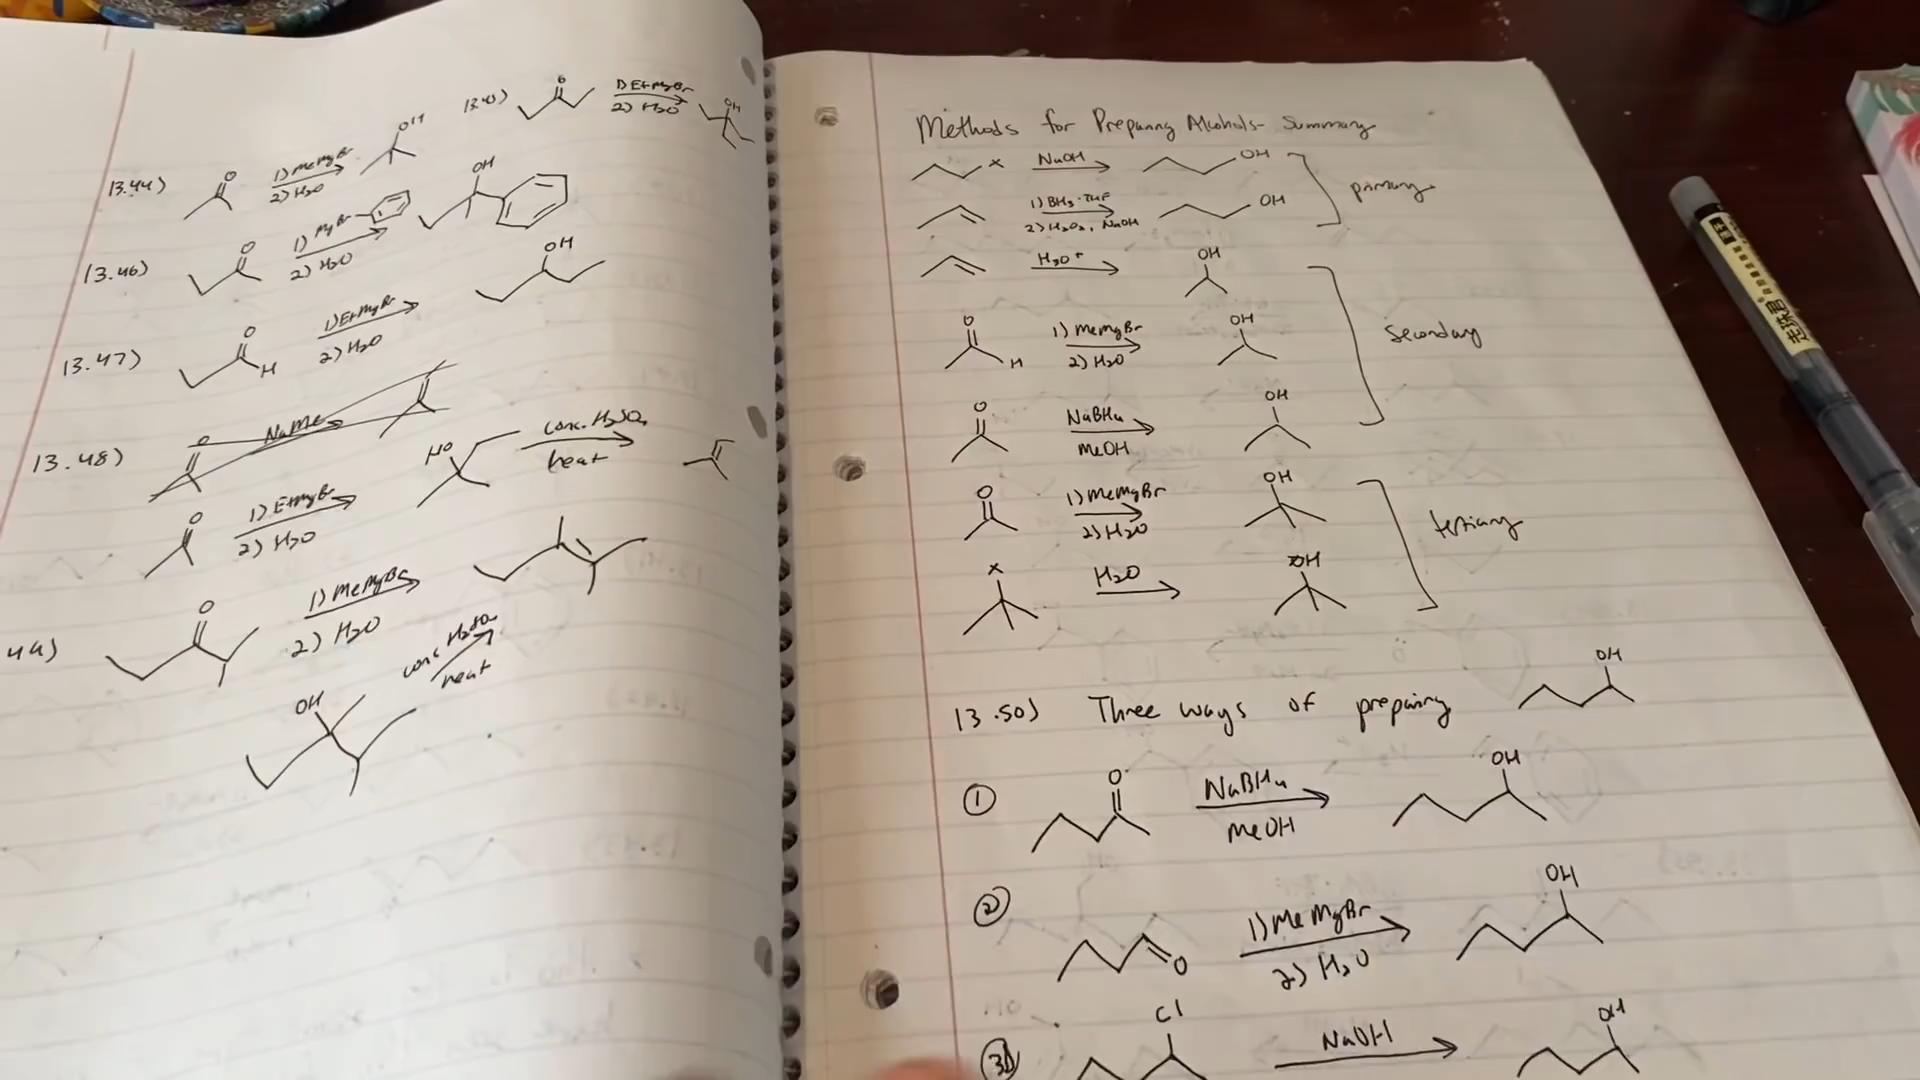 13.44)
O
1) MeMgBr
2) H2O
OH
13.45)
O
1) EtMgBr
2) H2O
OH
13.46)
O
1) MgBr
2) H2O
OH
13.47)
O
H
1) EtMgBr
2) H2O
OH
13.48)
O
NaMe
O
1) EtMgBr
2) H2O
HO
conc. H2SO4
heat
O
1) MeMgBr
2) H2O
OH
conc H2SO4
heat
Methods for Preparing Alcohols - Summary
X
NaOH
OH
primary
1) BH3·THF
2) H2O2, NaOH
OH
H3O+
OH
secondary
O
H
1) MeMgBr
2) H2O
OH
O
NaBH4
MeOH
OH
O
1) MeMgBr
2) H2O
OH
tertiary
X
H2O
OH
13.50) Three ways of preparing
OH
①
O
NaBH4
MeOH
OH
②
O
1) MeMgBr
2) H2O
OH
③
Cl
NaOH
OH